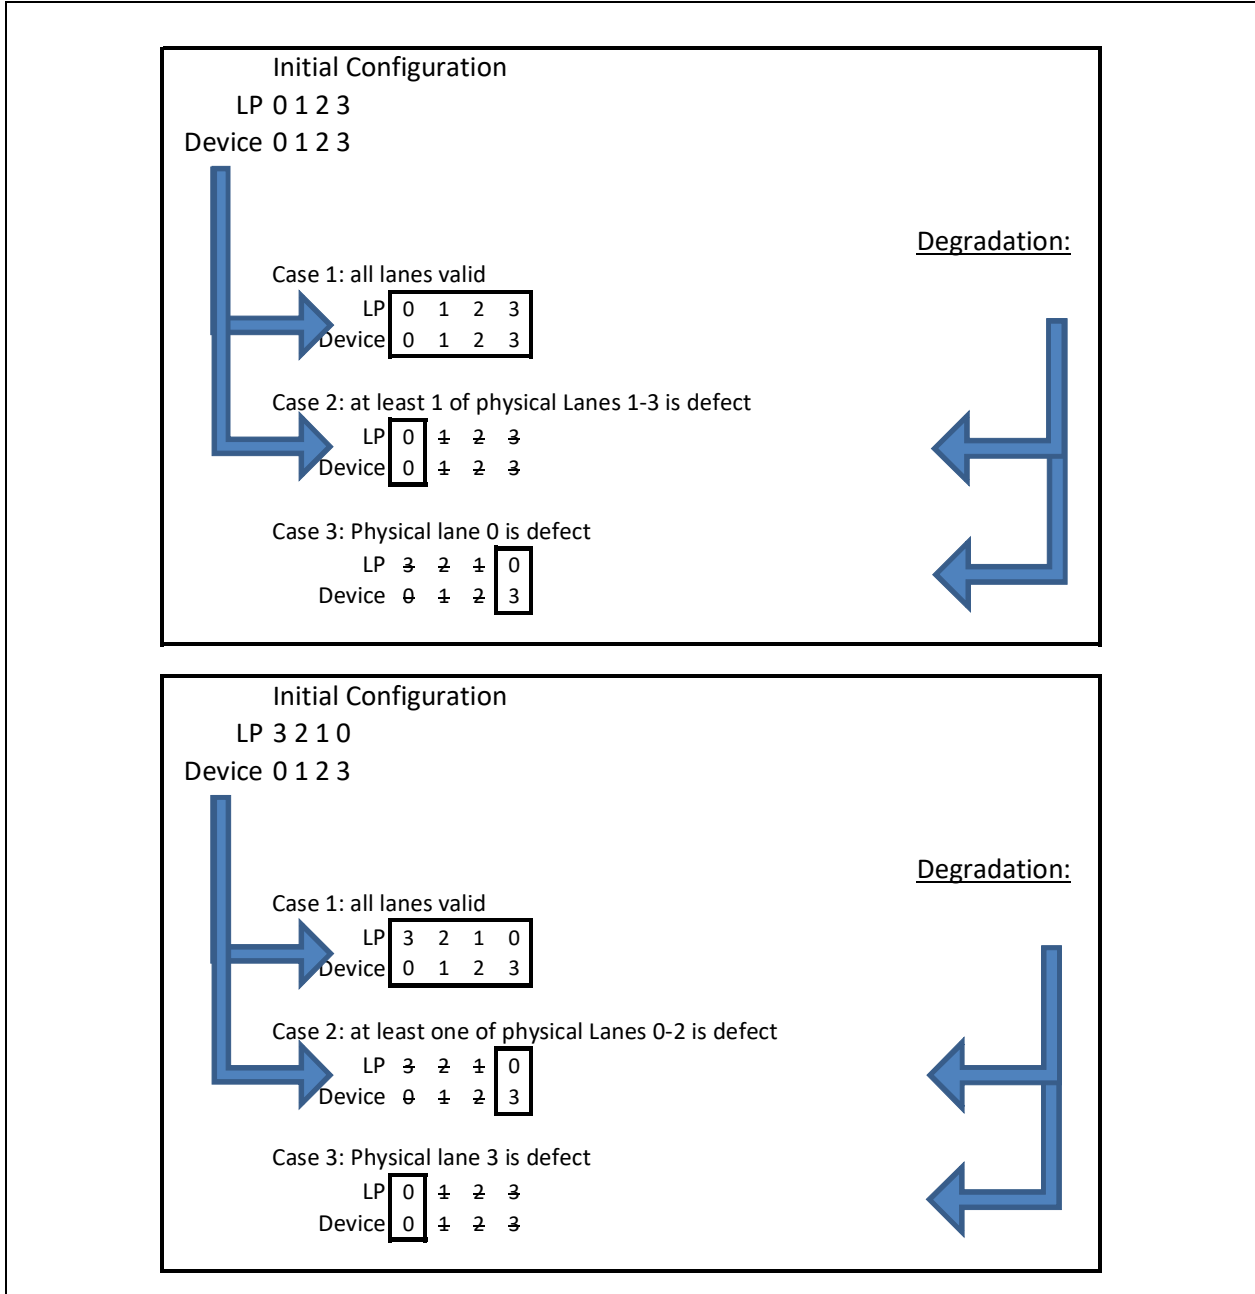 Initial Configuration
LP 0 1 2 3
Device 0 1 2 3
Degradation:
Case 1: all lanes valid
LP 0 1 2 3
Device 0 1 2 3
Case 2: at least 1 of physical Lanes 1-3 is defect
LP 0 1 2 3
Device 0 1 2 3
Case 3: Physical lane 0 is defect
LP 3 2 1 0
Device 0 1 2 3
Initial Configuration
LP 3 2 1 0
Device 0 1 2 3
Degradation:
Case 1: all lanes valid
LP 3 2 1 0
Device 0 1 2 3
Case 2: at least one of physical Lanes 0-2 is defect
LP 3 2 1 0
Device 0 1 2 3
Case 3: Physical lane 3 is defect
LP 0 1 2 3
Device 0 1 2 3